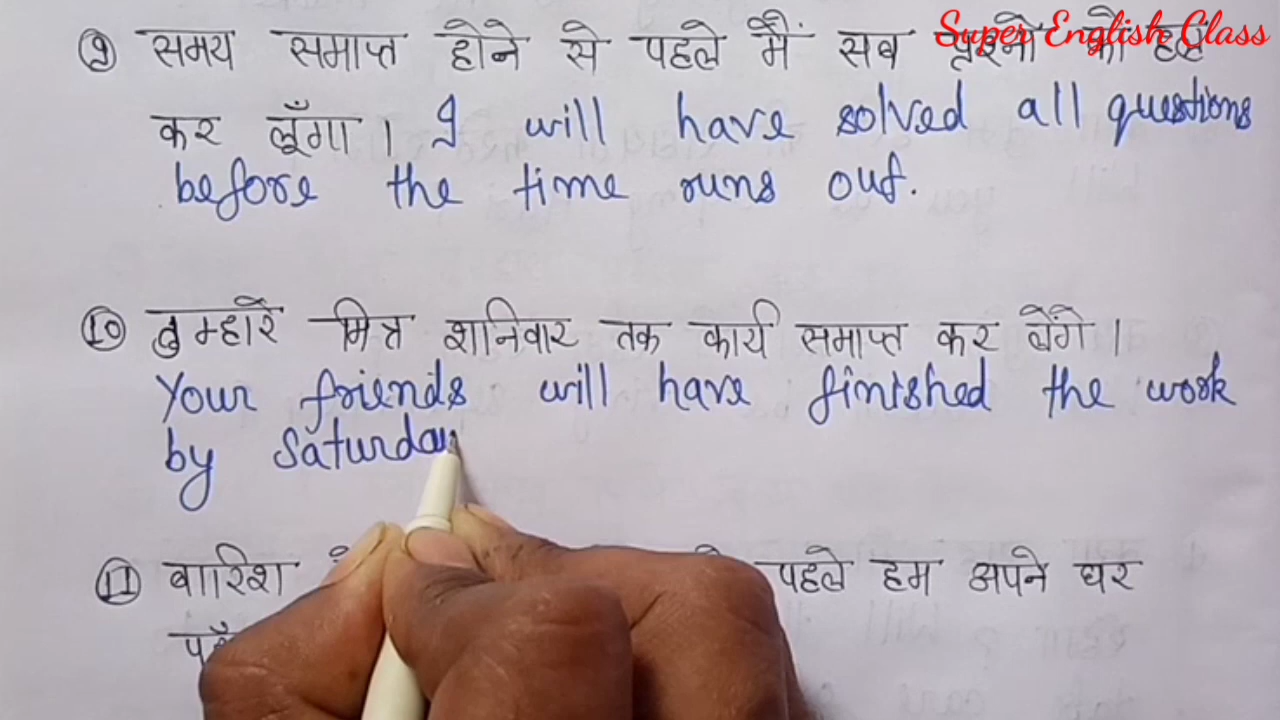 Super English Class
⑨ समय समाप्त होने से पहले मैं सब प्रश्नों को हल
कर लूँगा । I will have solved all questions
before the time runs out.
⑩ तुम्हारे मित्र शनिवार तक कार्य समाप्त कर लेंगे ।
Your friends will have finished the work
by Saturday
⑪ बारिश पहले हम अपने घर